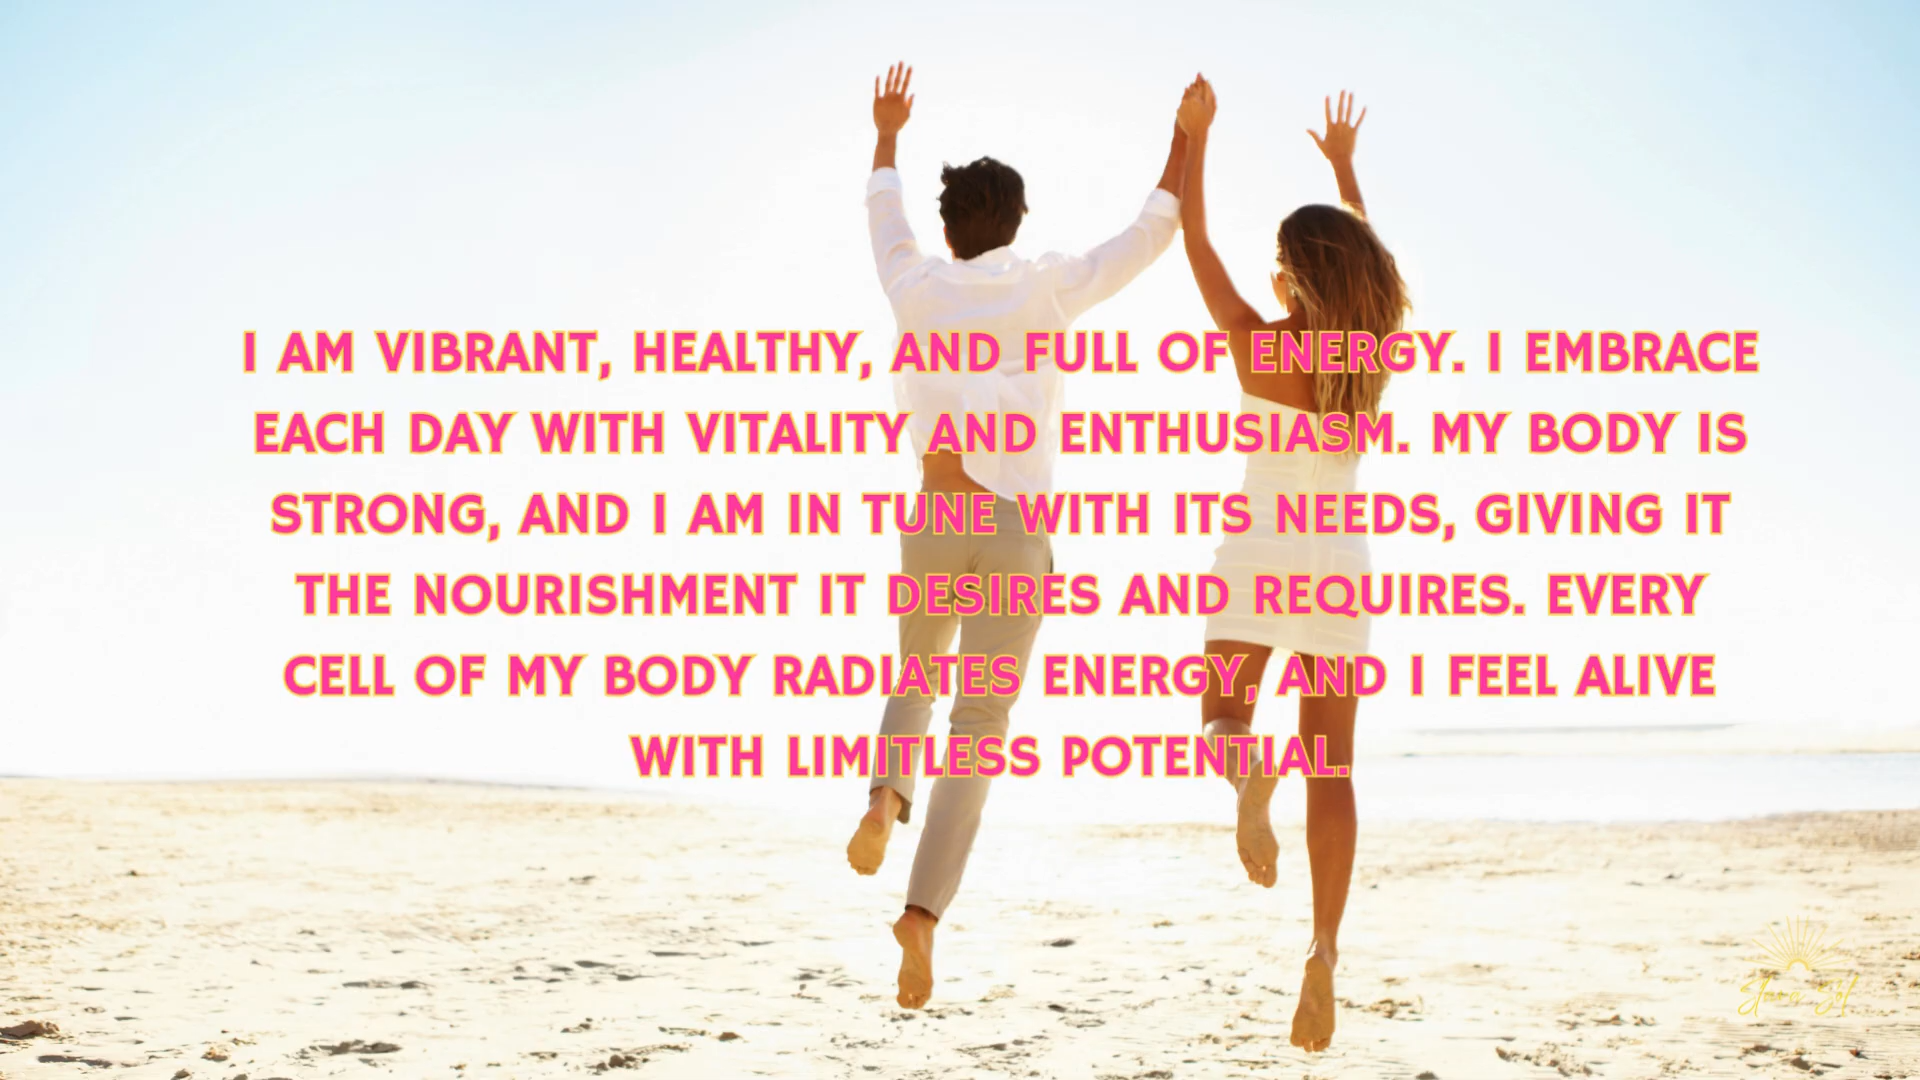 I AM VIBRANT, HEALTHY, AND FULL OF ENERGY. I EMBRACE
EACH DAY WITH VITALITY AND ENTHUSIASM. MY BODY IS
STRONG, AND I AM IN TUNE WITH ITS NEEDS, GIVING IT
THE NOURISHMENT IT DESIRES AND REQUIRES. EVERY
CELL OF MY BODY RADIATES ENERGY, AND I FEEL ALIVE
WITH LIMITLESS POTENTIAL.